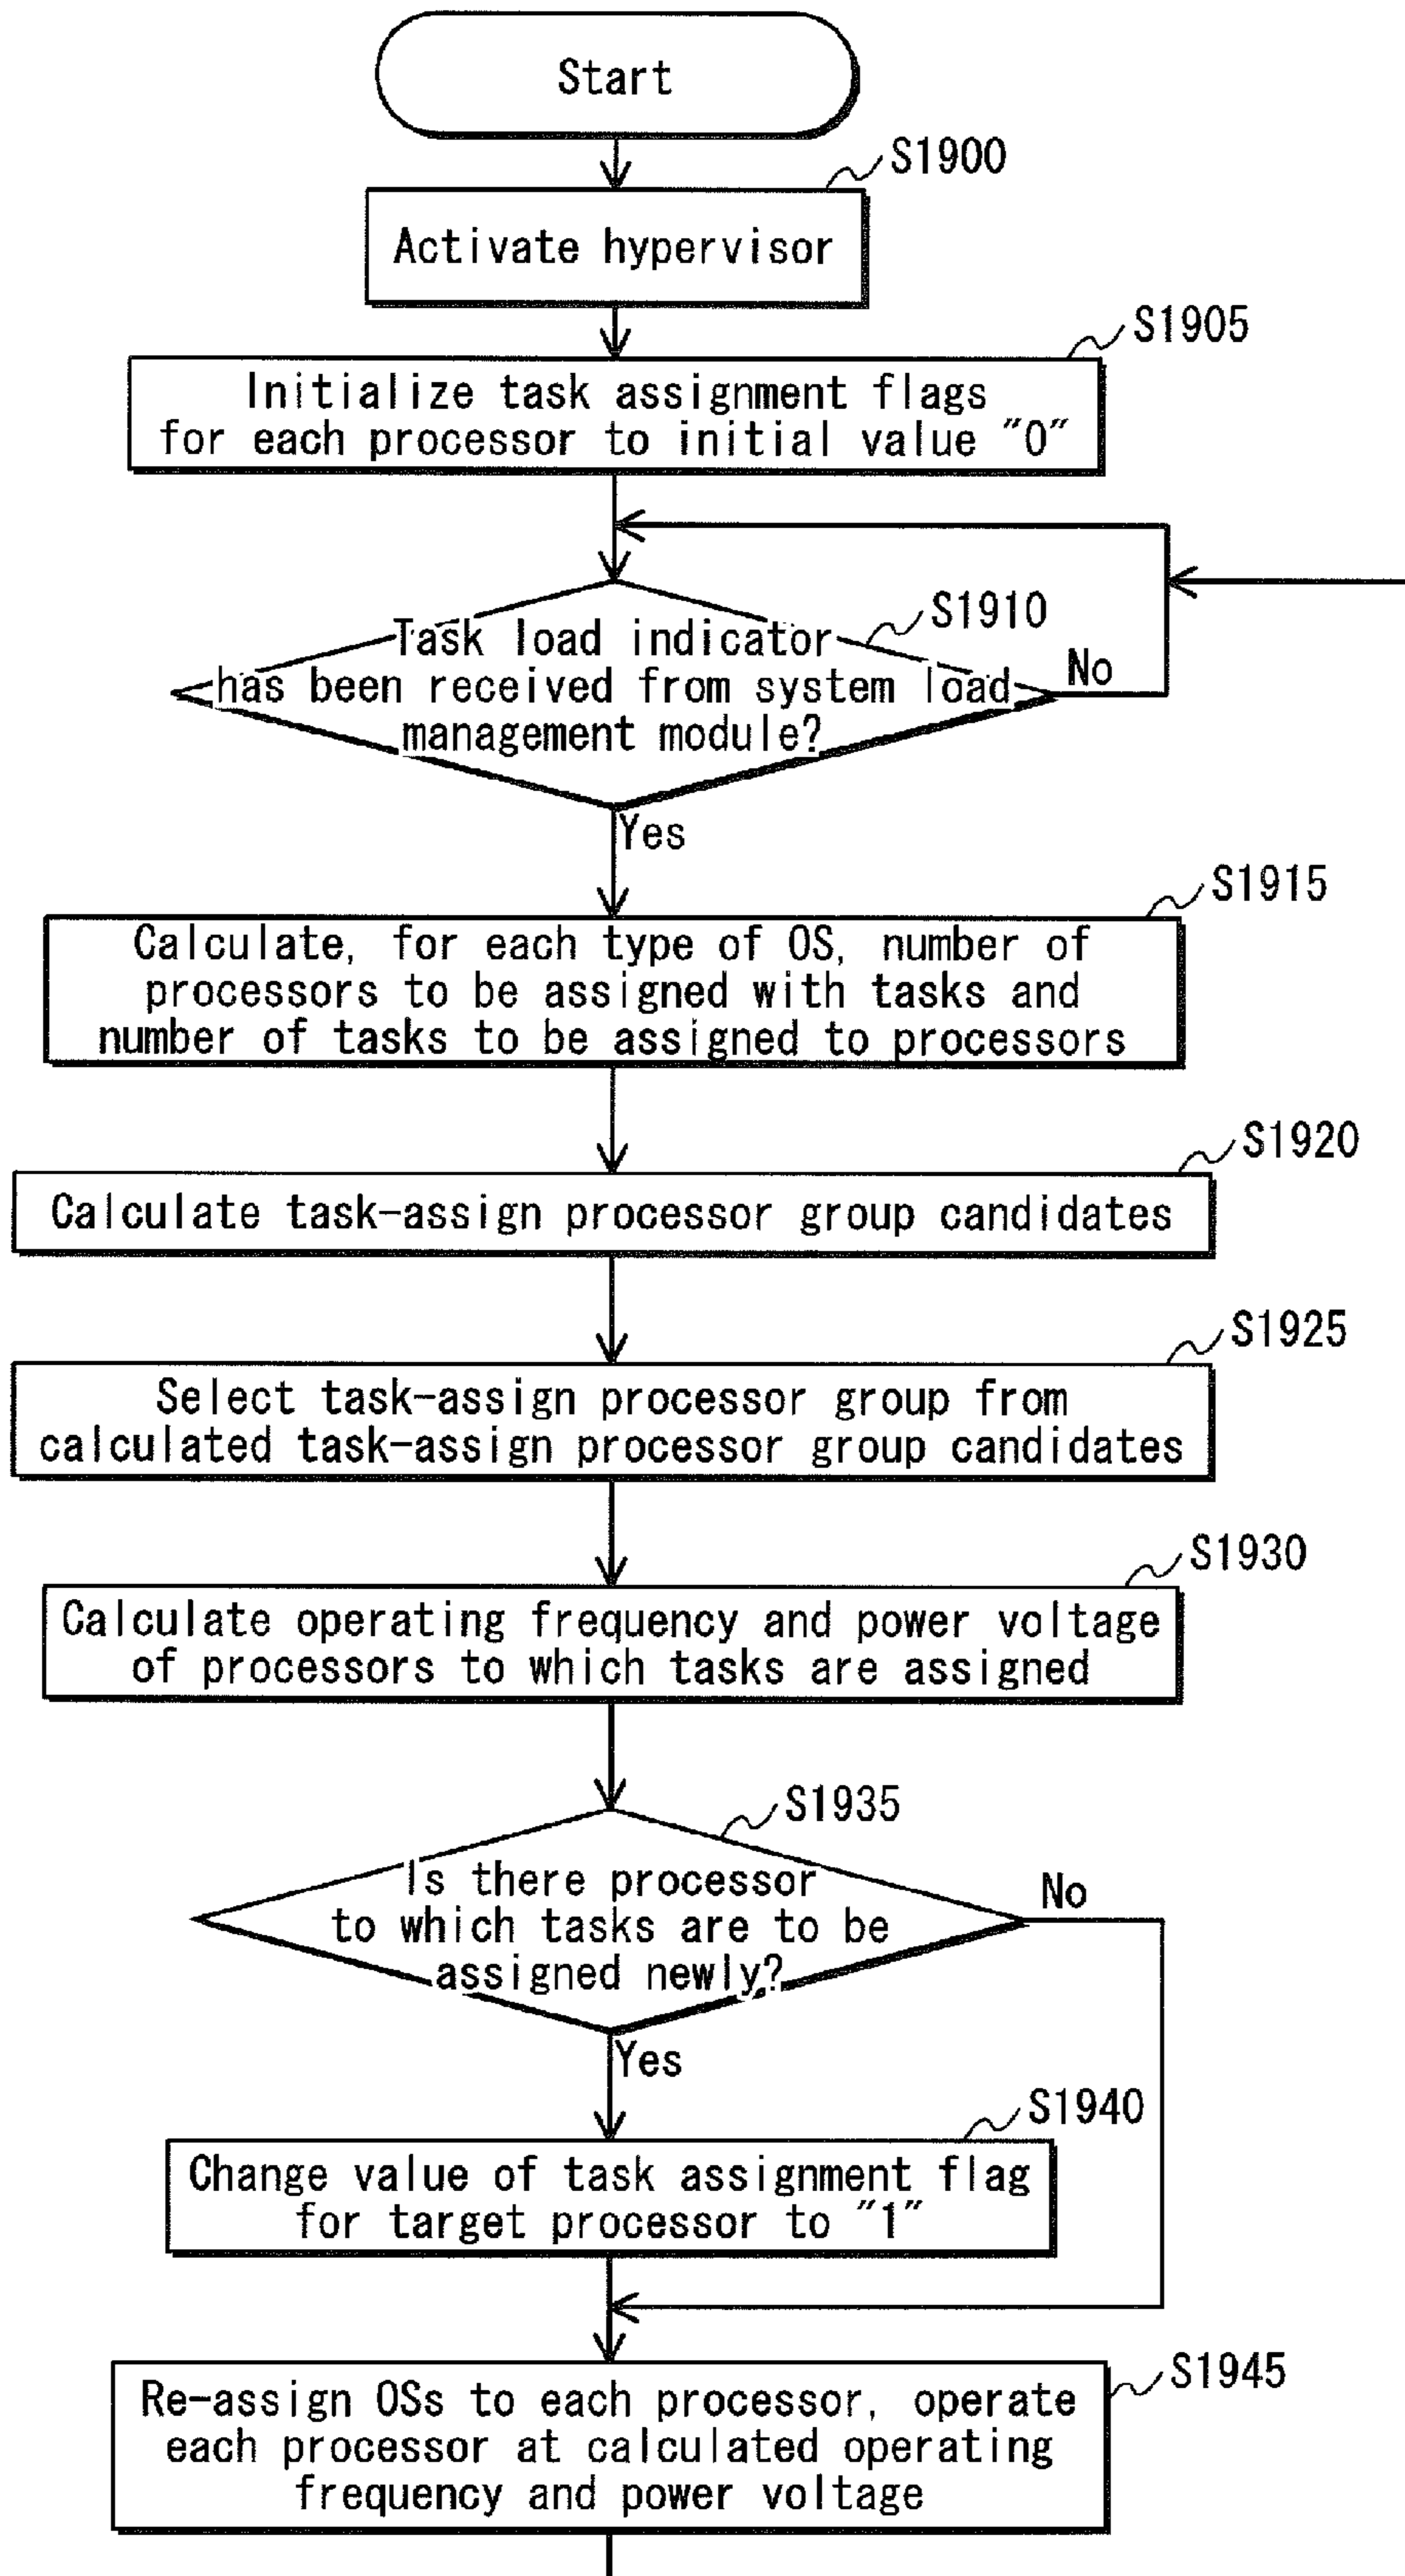 Start
S1900
Activate hypervisor
S1905
Initialize task assignment flags
for each processor to initial value "0"
S1910
Task load indicator
has been received from system load
management module?
No
Yes
S1915
Calculate, for each type of OS, number of
processors to be assigned with tasks and
number of tasks to be assigned to processors
S1920
Calculate task-assign processor group candidates
S1925
Select task-assign processor group from
calculated task-assign processor group candidates
S1930
Calculate operating frequency and power voltage
of processors to which tasks are assigned
S1935
Is there processor
to which tasks are to be
assigned newly?
No
Yes
S1940
Change value of task assignment flag
for target processor to "1"
S1945
Re-assign OSs to each processor, operate
each processor at calculated operating
frequency and power voltage